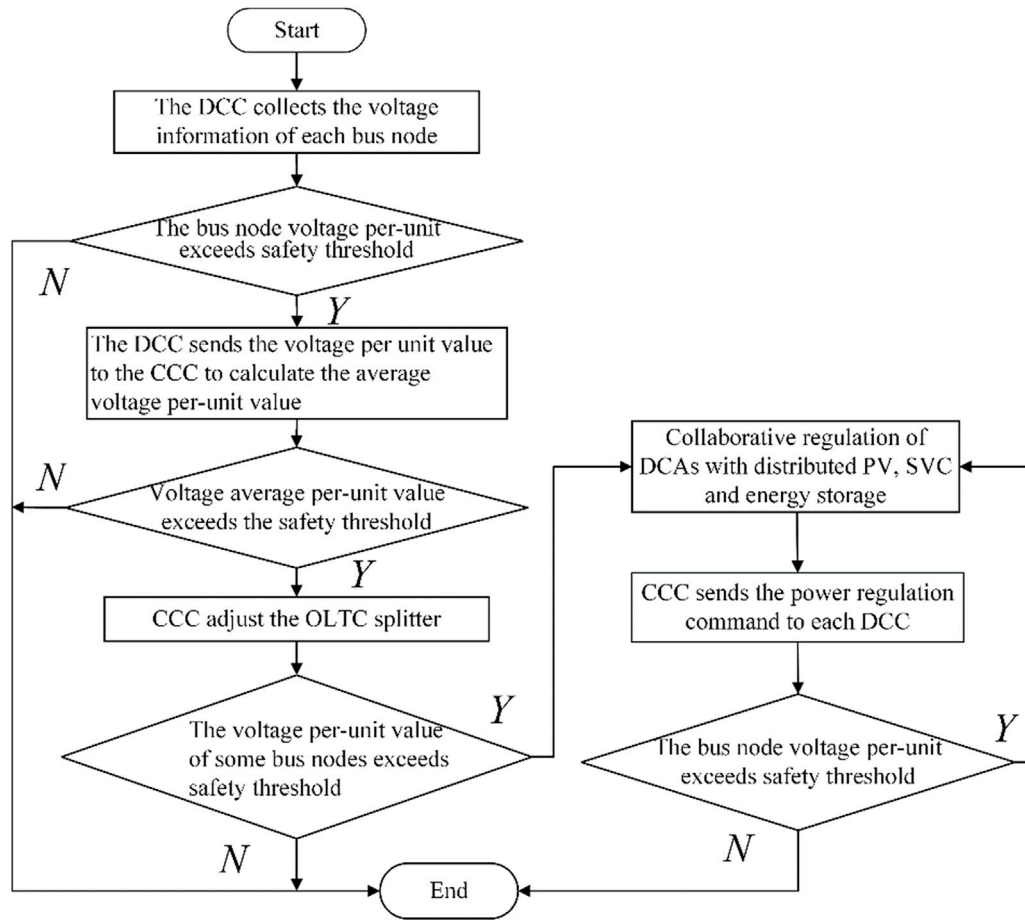 Start
The DCC collects the voltage
information of each bus node
The bus node voltage per-unit
exceeds safety threshold
N
Y
The DCC sends the voltage per unit value
to the CCC to calculate the average
voltage per-unit value
N
Voltage average per-unit value
exceeds the safety threshold
Y
CCC adjust the OLTC splitter
The voltage per-unit value
of some bus nodes exceeds
safety threshold
Y
N
Collaborative regulation of
DCAs with distributed PV, SVC
and energy storage
CCC sends the power regulation
command to each DCC
The bus node voltage per-unit
exceeds safety threshold
Y
N
End